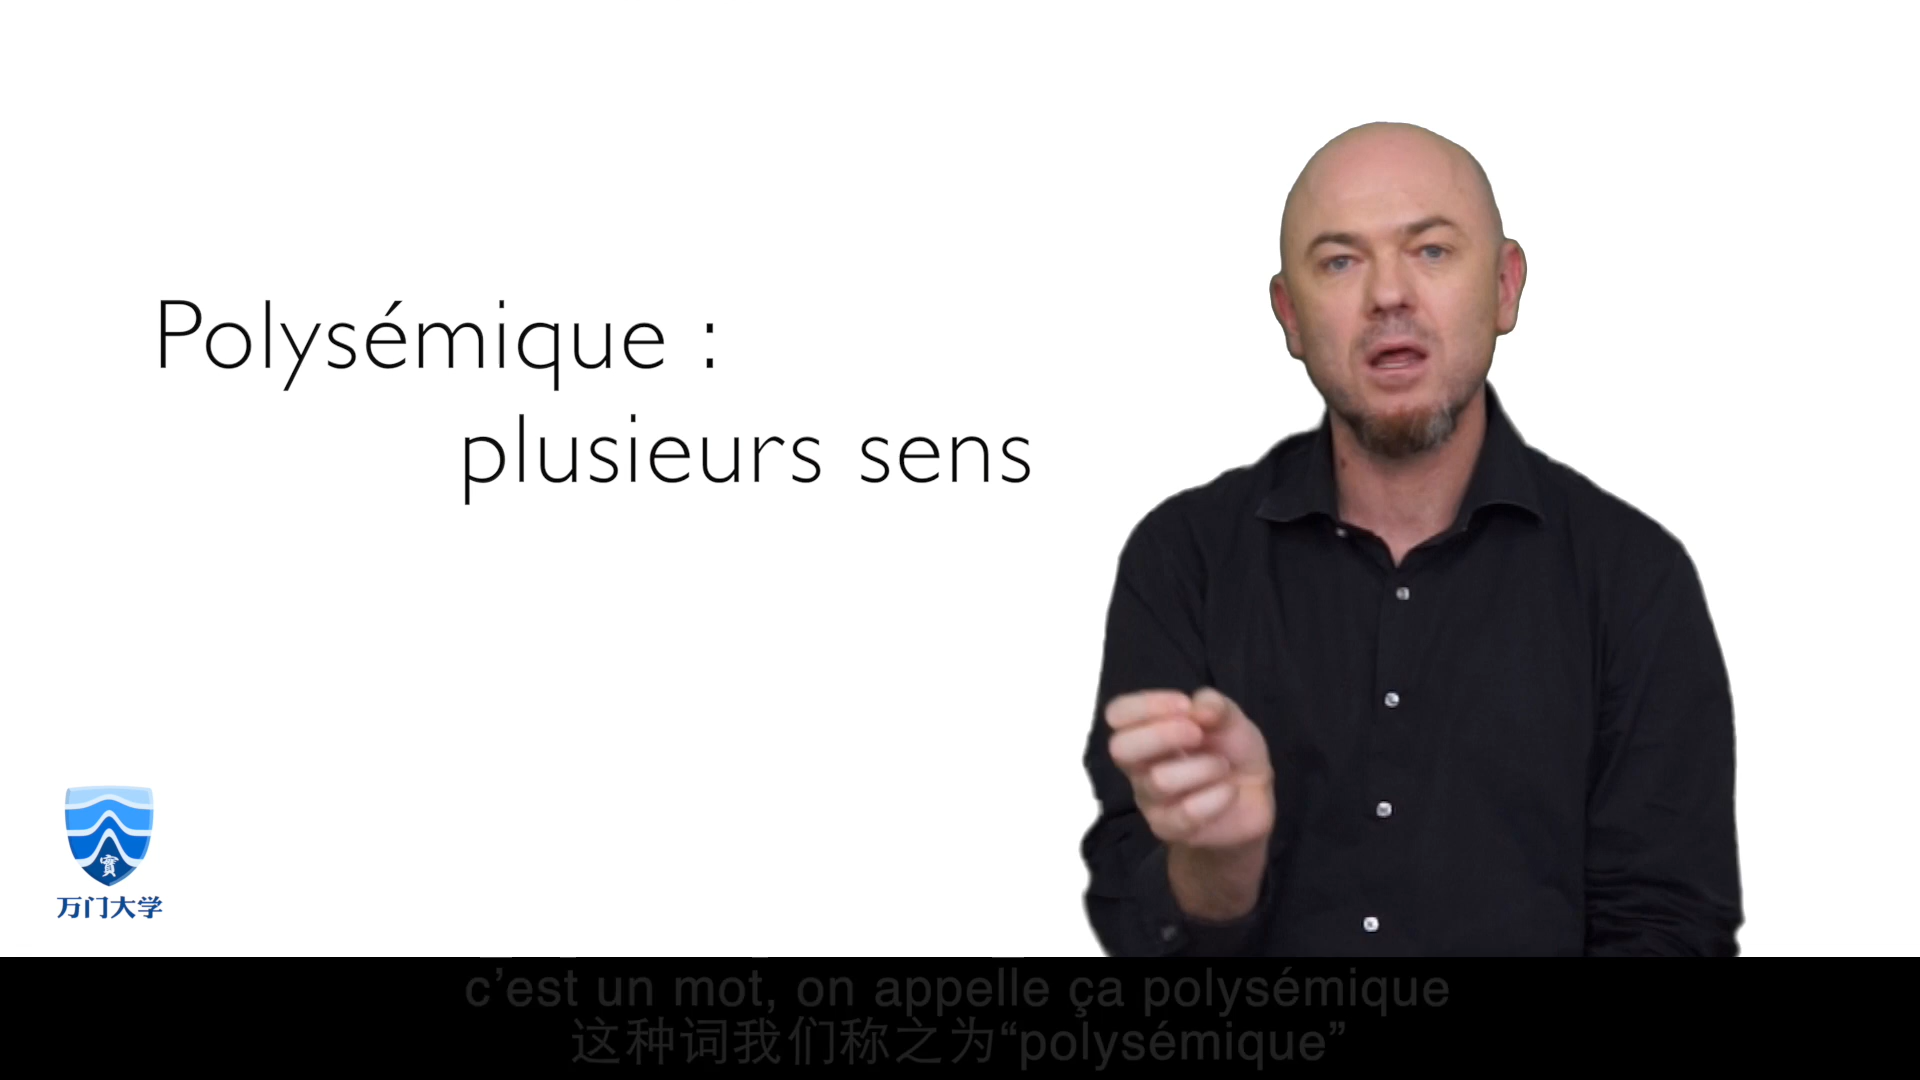 Polysémique :
plusieurs sens
寳
万门大学
c’est un mot, on appelle ça polysémique
这种词我们称之为“polysémique”